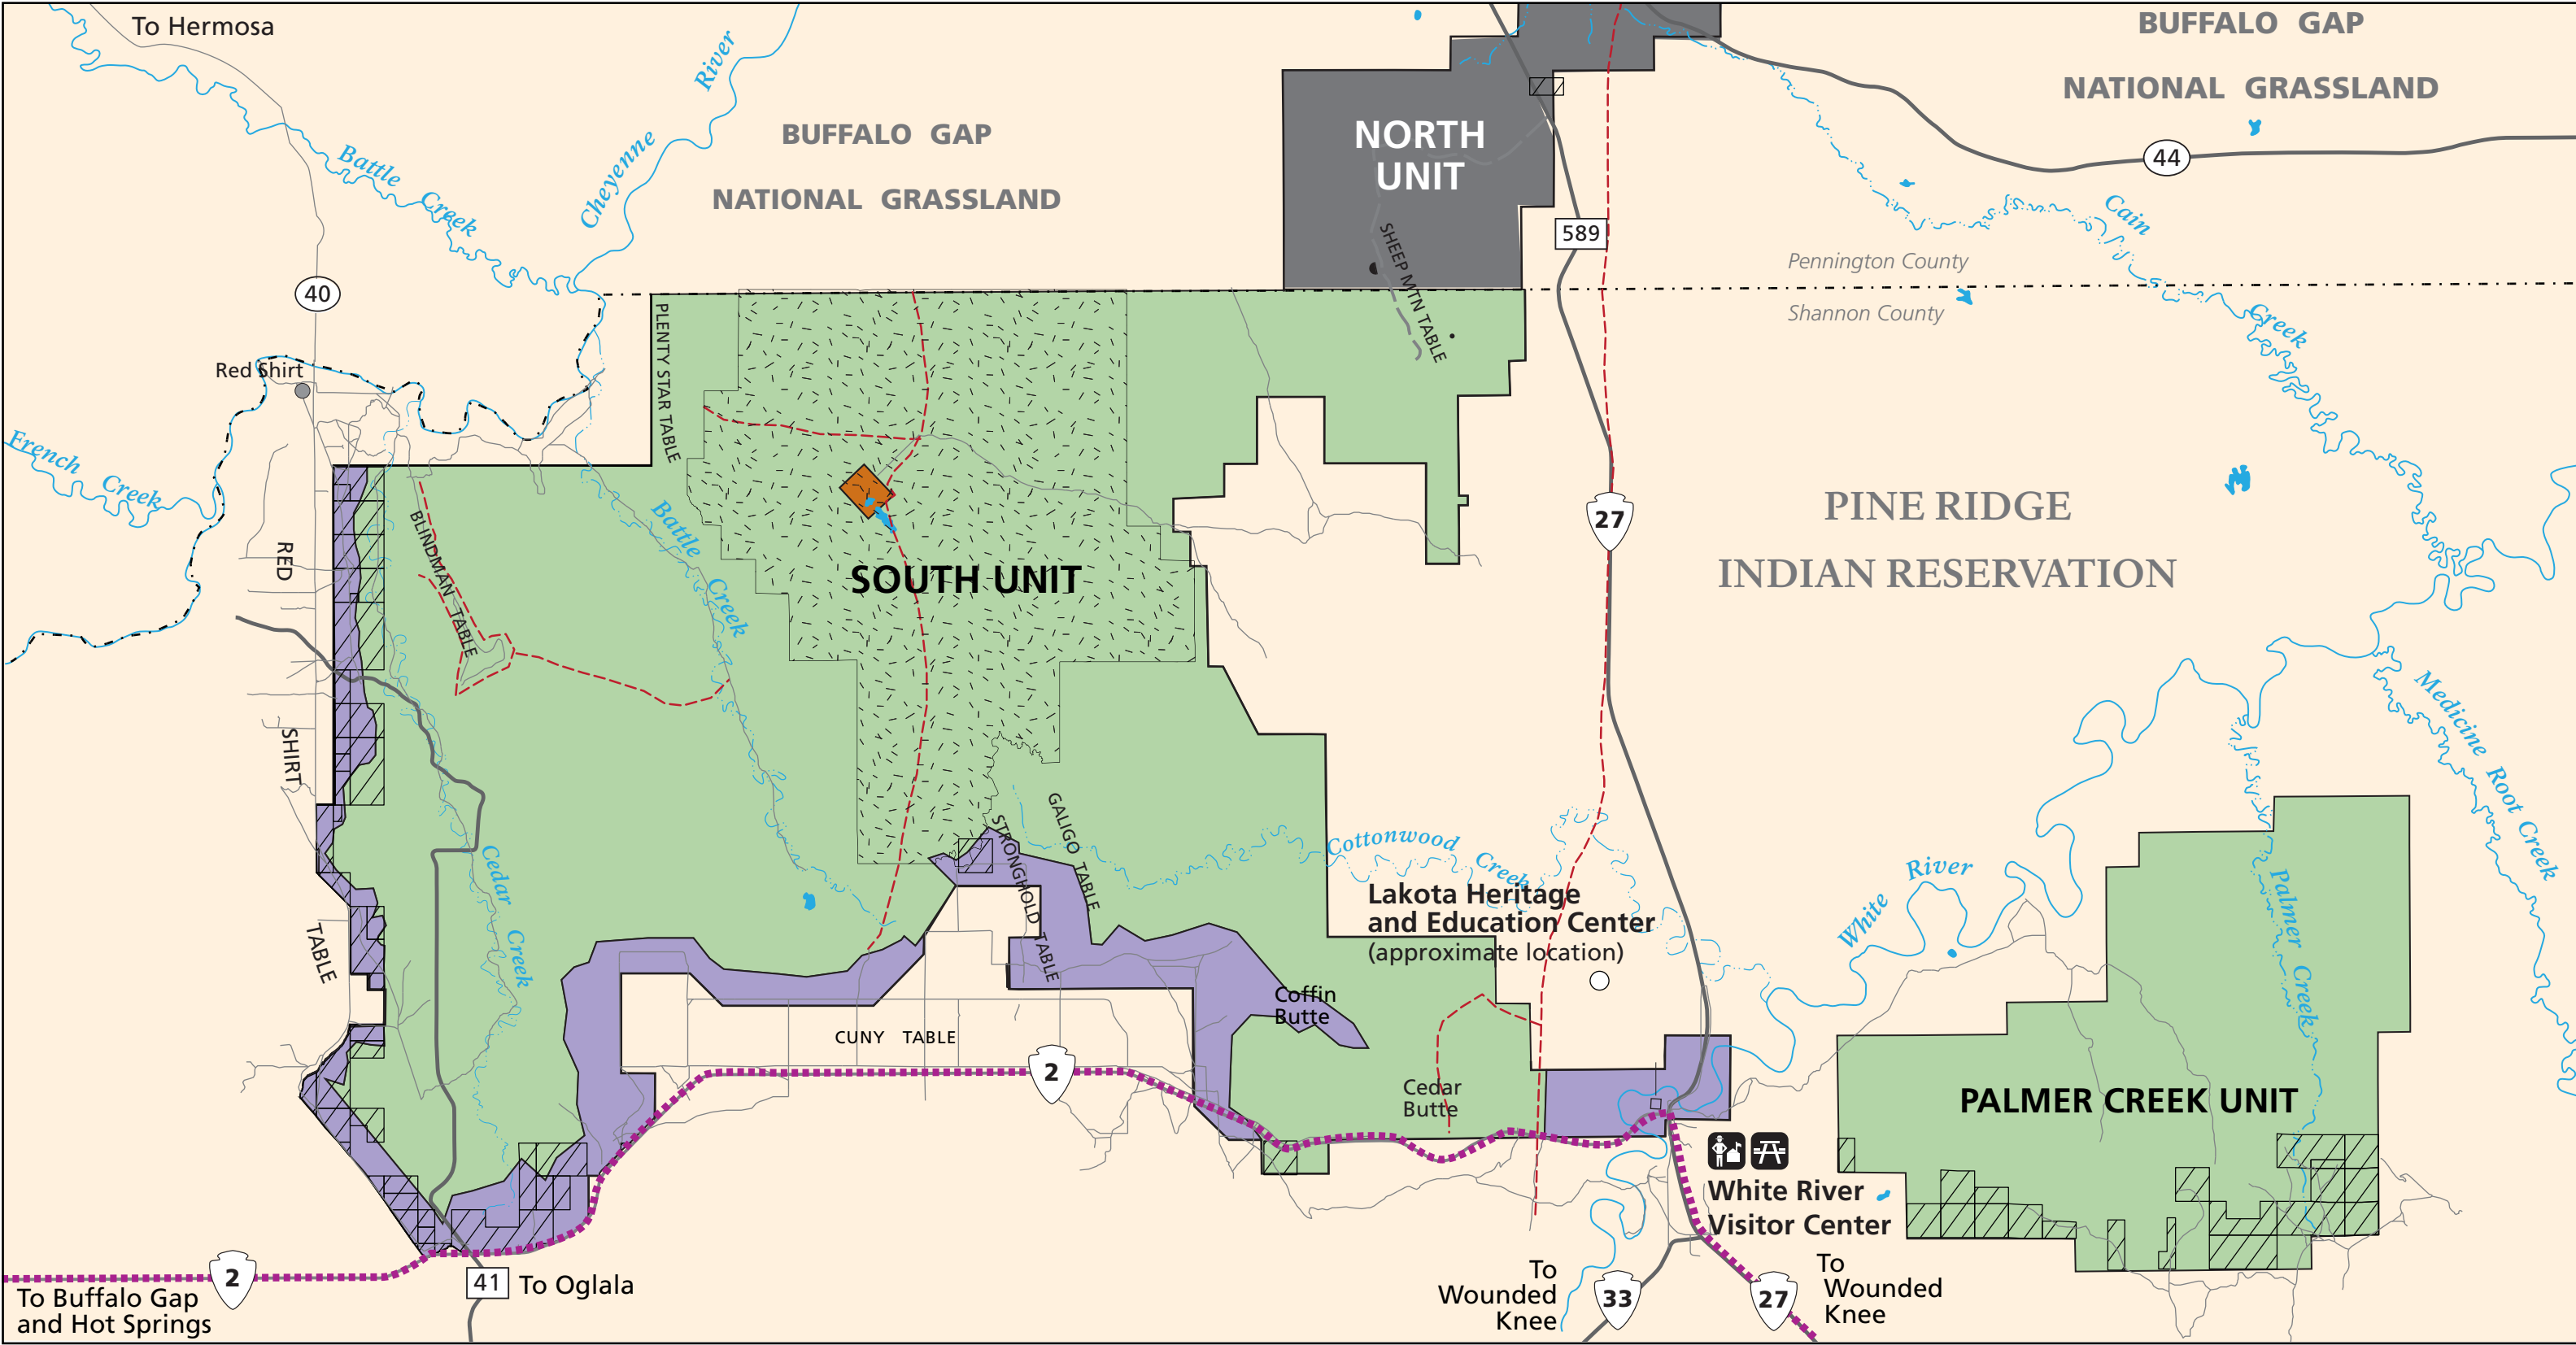 To Hermosa
BUFFALO GAP
NATIONAL GRASSLAND
River
Cheyenne
BUFFALO GAP
NATIONAL GRASSLAND
NORTH
UNIT
44
Battle
Creek
Cain
Creek
589
SHEEP MTN TABLE
Pennington County
Shannon County
40
Red Shirt
PLENTY STAR TABLE
French
Creek
27
PINE RIDGE
INDIAN RESERVATION
RED
SHIRT
TABLE
BLINDMAN TABLE
Battle
Creek
SOUTH UNIT
Medicine Root Creek
GALIGO TABLE
STRONGHOLD TABLE
Cedar
Creek
Cottonwood
Creek
Lakota Heritage
and Education Center
(approximate location)
White
River
Palmer
Creek
Coffin
Butte
CUNY TABLE
2
Cedar
Butte
PALMER CREEK UNIT
White River
Visitor Center
2
To Buffalo Gap
and Hot Springs
41
To Oglala
To
Wounded
Knee
33
27
To
Wounded
Knee